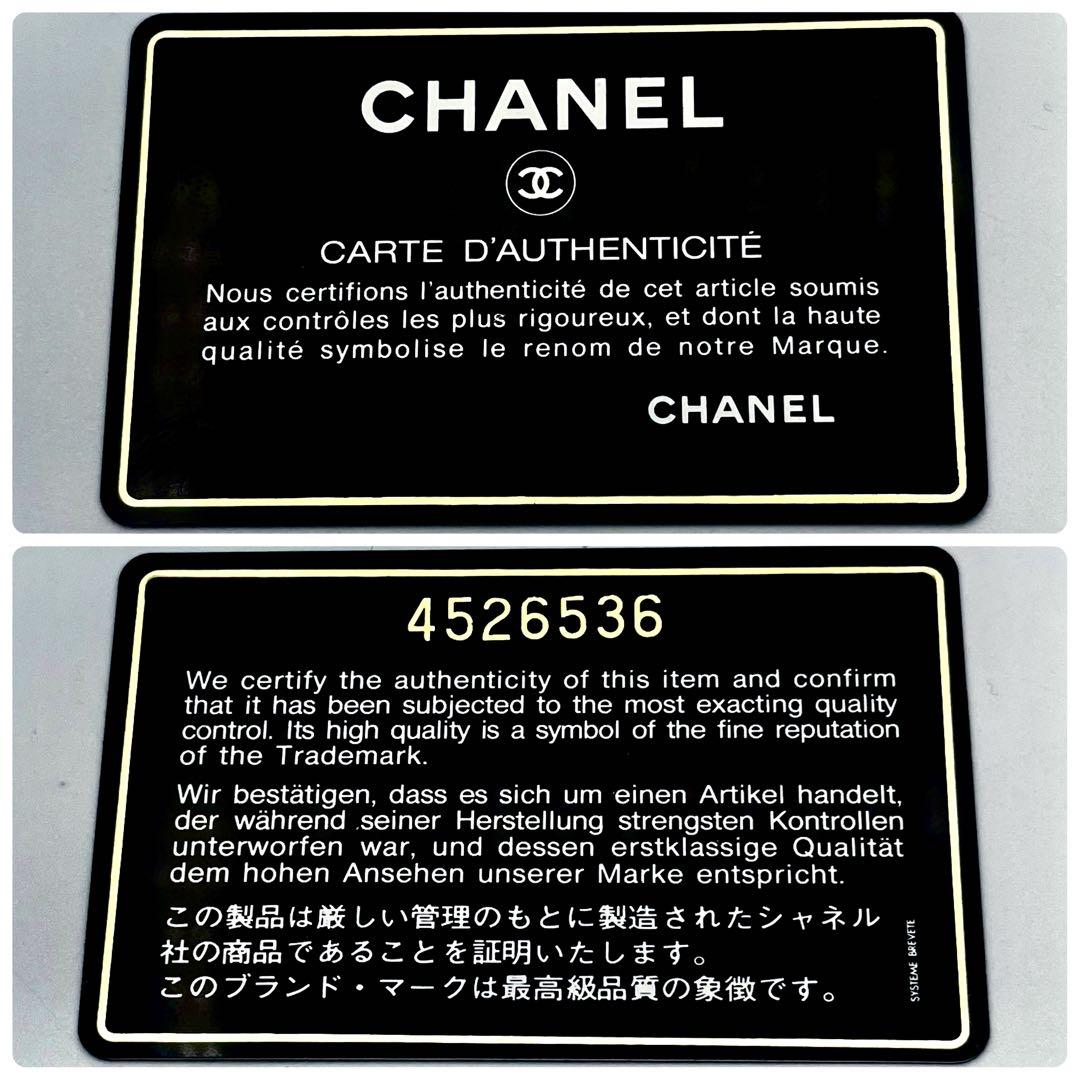 CHANEL
CARTE D'AUTHENTICITÉ
Nous certifions l'authenticité de cet article soumis
aux contrôles les plus rigoureux, et dont la haute
qualité symbolise le renom de notre Marque.
CHANEL
4526536
We certify the authenticity of this item and confirm
that it has been subjected to the most exacting quality
control. Its high quality is a symbol of the fine reputation
of the Trademark.
Wir bestätigen, dass es sich um einen Artikel handelt,
der während seiner Herstellung strengsten Kontrollen
unterworfen war, und dessen erstklassige Qualität
dem hohen Ansehen unserer Marke entspricht.
この製品は厳しい管理のもとに製造されたシャネル
社の商品であることを証明いたします。
このブランド・マークは最高級品質の象徴です。
SYSTEME BREVETE